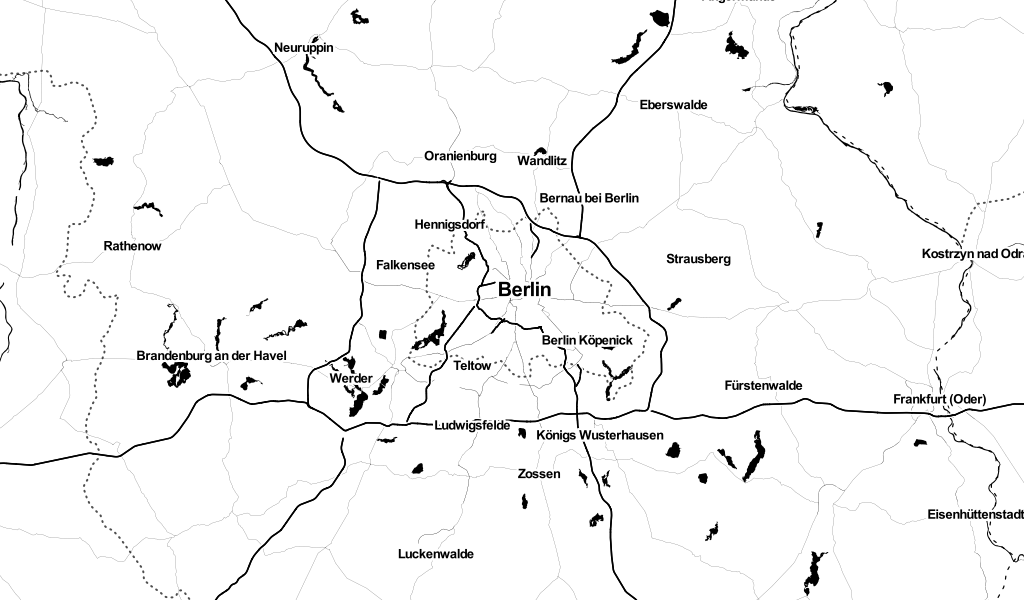 Neuruppin
Eberswalde
Oranienburg
Wandlitz
Bernau bei Berlin
Hennigsdorf
Rathenow
Kostrzyn nad Odr
Falkensee
Strausberg
Berlin
Berlin Köpenick
Brandenburg an der Havel
Teltow
Werder
Fürstenwalde
Frankfurt (Oder)
Ludwigsfelde
Königs Wusterhausen
Zossen
Eisenhüttenstadt
Luckenwalde